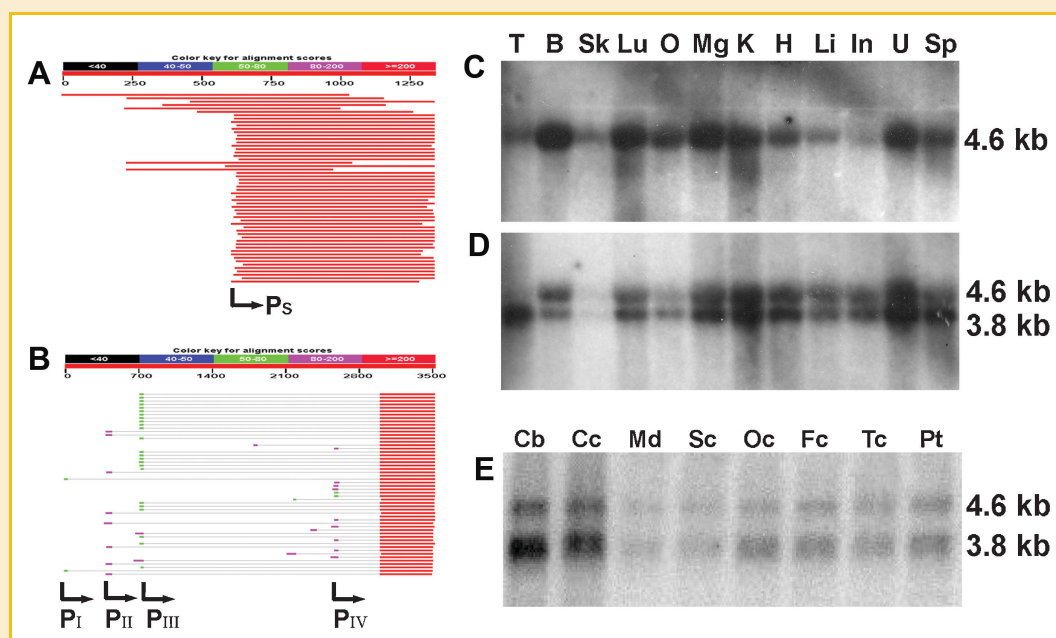 A
Color key for alignment scores
<40 40-50 50-80 80-200 >=200
0 250 500 750 1000 1250
PS
B
Color key for alignment scores
<40 40-50 50-80 80-200 >=200
0 700 1400 2100 2800 3500
PI PII PIII PIV
T B Sk Lu O Mg K H Li In U Sp
C
4.6 kb
D
4.6 kb
3.8 kb
Cb Cc Md Sc Oc Fc Tc Pt
E
4.6 kb
3.8 kb